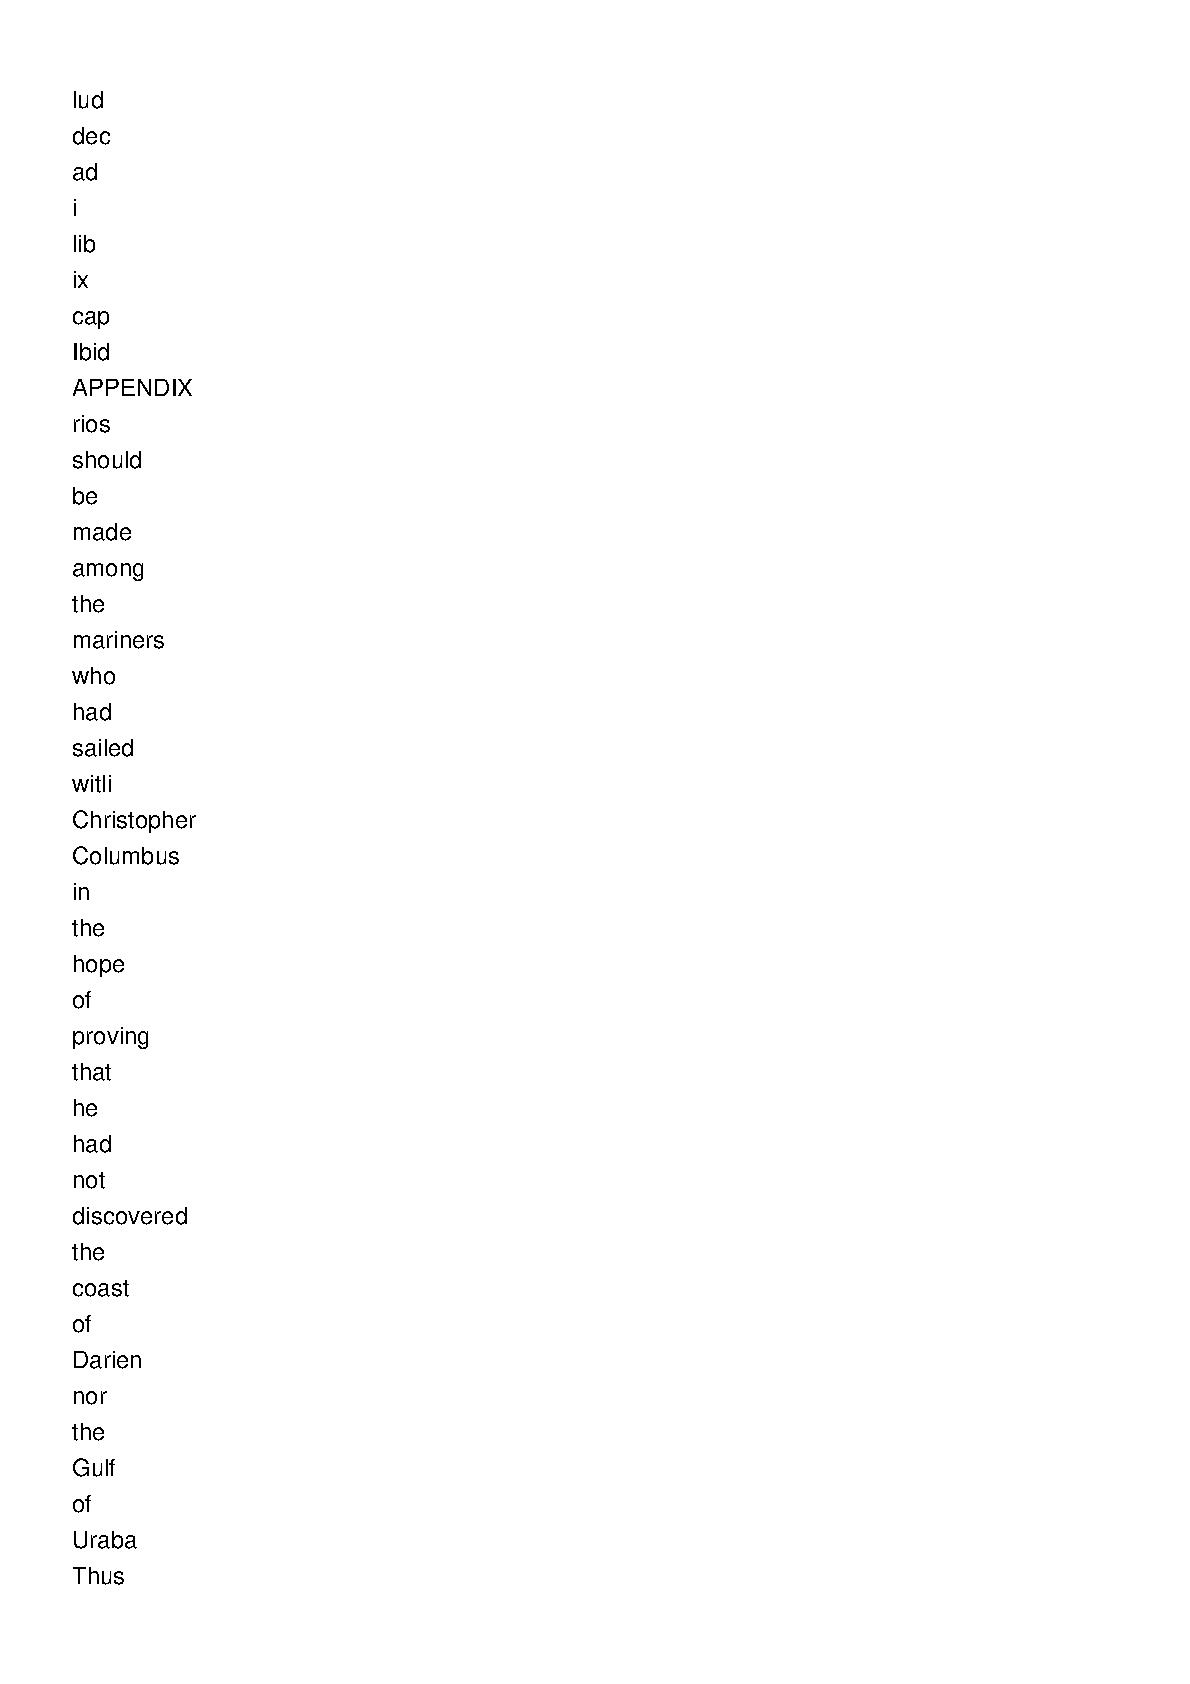 lud
dec
ad
i
lib
ix
cap
Ibid
APPENDIX
rios
should
be
made
among
the
mariners
who
had
sailed
witli
Christopher
Columbus
in
the
hope
of
proving
that
he
had
not
discovered
the
coast
of
Darien
nor
the
Gulf
of
Uraba
Thus